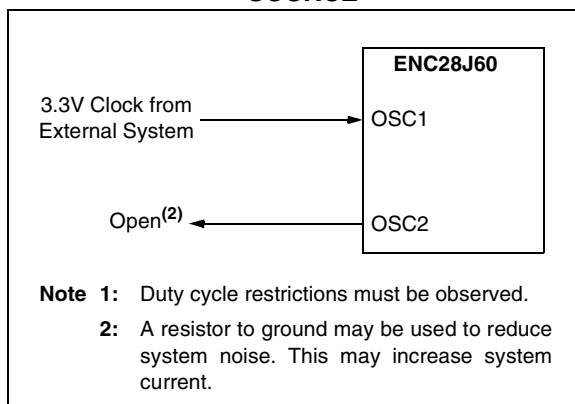 ENC28J60
3.3V Clock from
External System
OSC1
Open(2)
OSC2
Note 1: Duty cycle restrictions must be observed.
2: A resistor to ground may be used to reduce
system noise. This may increase system
current.